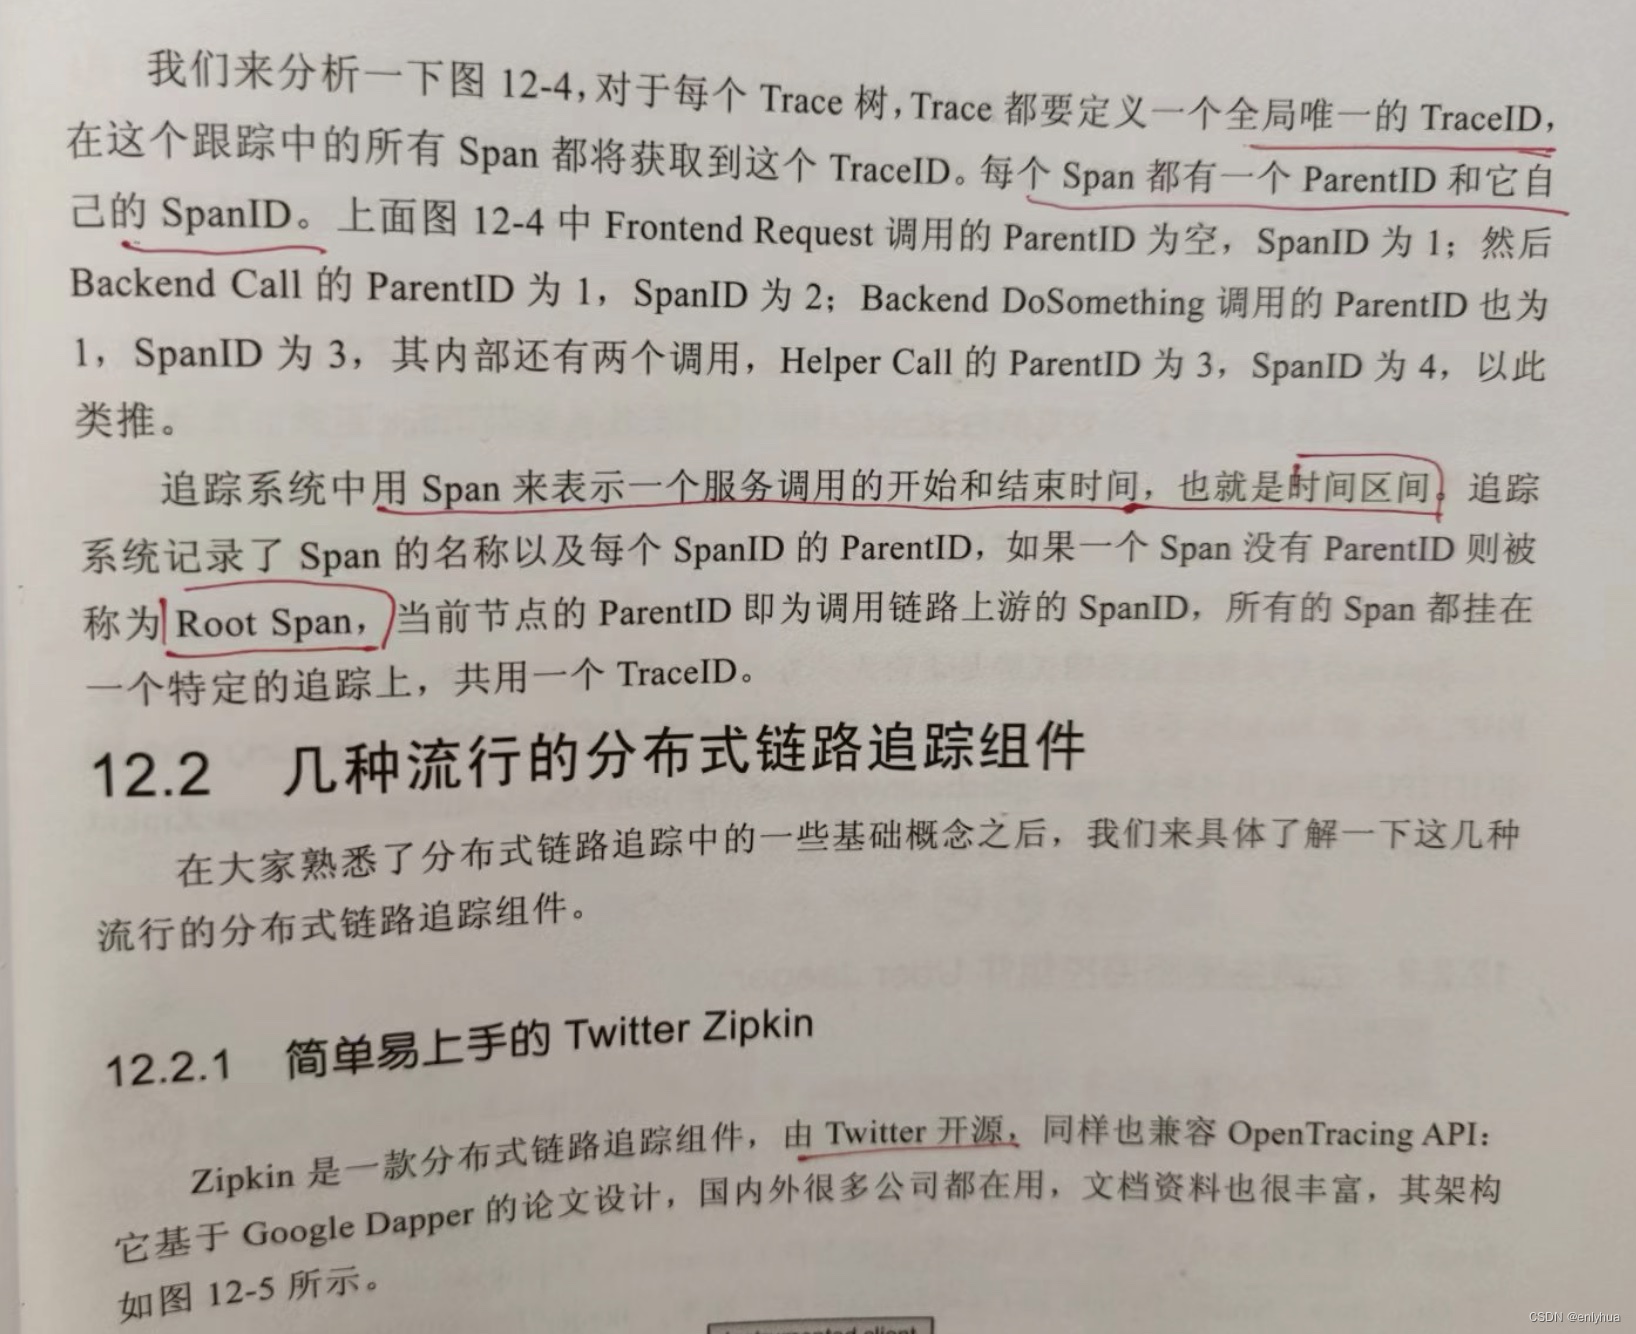 我们来分析一下图 12-4，对于每个 Trace 树，Trace 都要定义一个全局唯一的 TraceID，
在这个跟踪中的所有 Span 都将获取到这个 TraceID。每个 Span 都有一个 ParentID 和它自
己的 SpanID。上面图 12-4 中 Frontend Request 调用的 ParentID 为空，SpanID 为 1；然后
Backend Call 的 ParentID 为 1，SpanID 为 2；Backend DoSomething 调用的 ParentID 也为
1，SpanID 为 3，其内部还有两个调用，Helper Call 的 ParentID 为 3，SpanID 为 4，以此
类推。
追踪系统中用 Span 来表示一个服务调用的开始和结束时间，也就是时间区间。追踪
系统记录了 Span 的名称以及每个 SpanID 的 ParentID，如果一个 Span 没有 ParentID 则被
称为 Root Span，当前节点的 ParentID 即为调用链路上游的 SpanID，所有的 Span 都挂在
一个特定的追踪上，共用一个 TraceID。
12.2 几种流行的分布式链路追踪组件
在大家熟悉了分布式链路追踪中的一些基础概念之后，我们来具体了解一下这几种
流行的分布式链路追踪组件。
12.2.1 简单易上手的 Twitter Zipkin
Zipkin 是一款分布式链路追踪组件，由 Twitter 开源，同样也兼容 OpenTracing API：
它基于 Google Dapper 的论文设计，国内外很多公司都在用，文档资料也很丰富，其架构
如图 12-5 所示。
CSDN @enlyhua